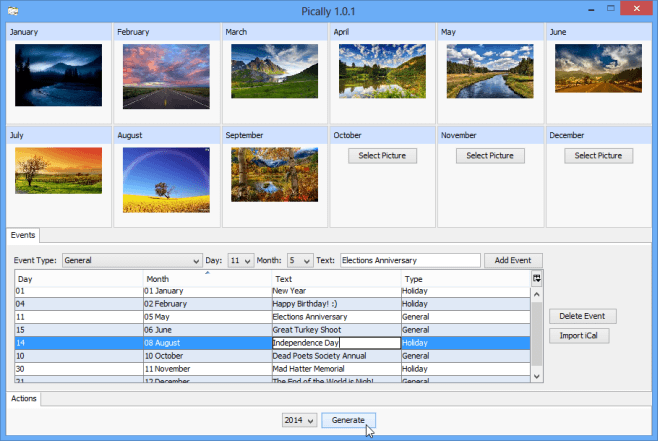 Pically 1.0.1
January February March April May June
July August September October November December
Select Picture Select Picture Select Picture
Events
Event Type: General Day: 11 Month: 5 Text: Elections Anniversary Add Event
Day Month Text Type
01 01 January New Year Holiday
04 02 February Happy Birthday! :) Holiday
11 05 May Elections Anniversary General
15 06 June Great Turkey Shoot General
14 08 August Independence Day Holiday
10 10 October Dead Poets Society Annual General
30 11 November Mad Hatter Memorial Holiday
21 12 December The End of the World is Nigh! General
Delete Event
Import iCal
Actions
2014 Generate